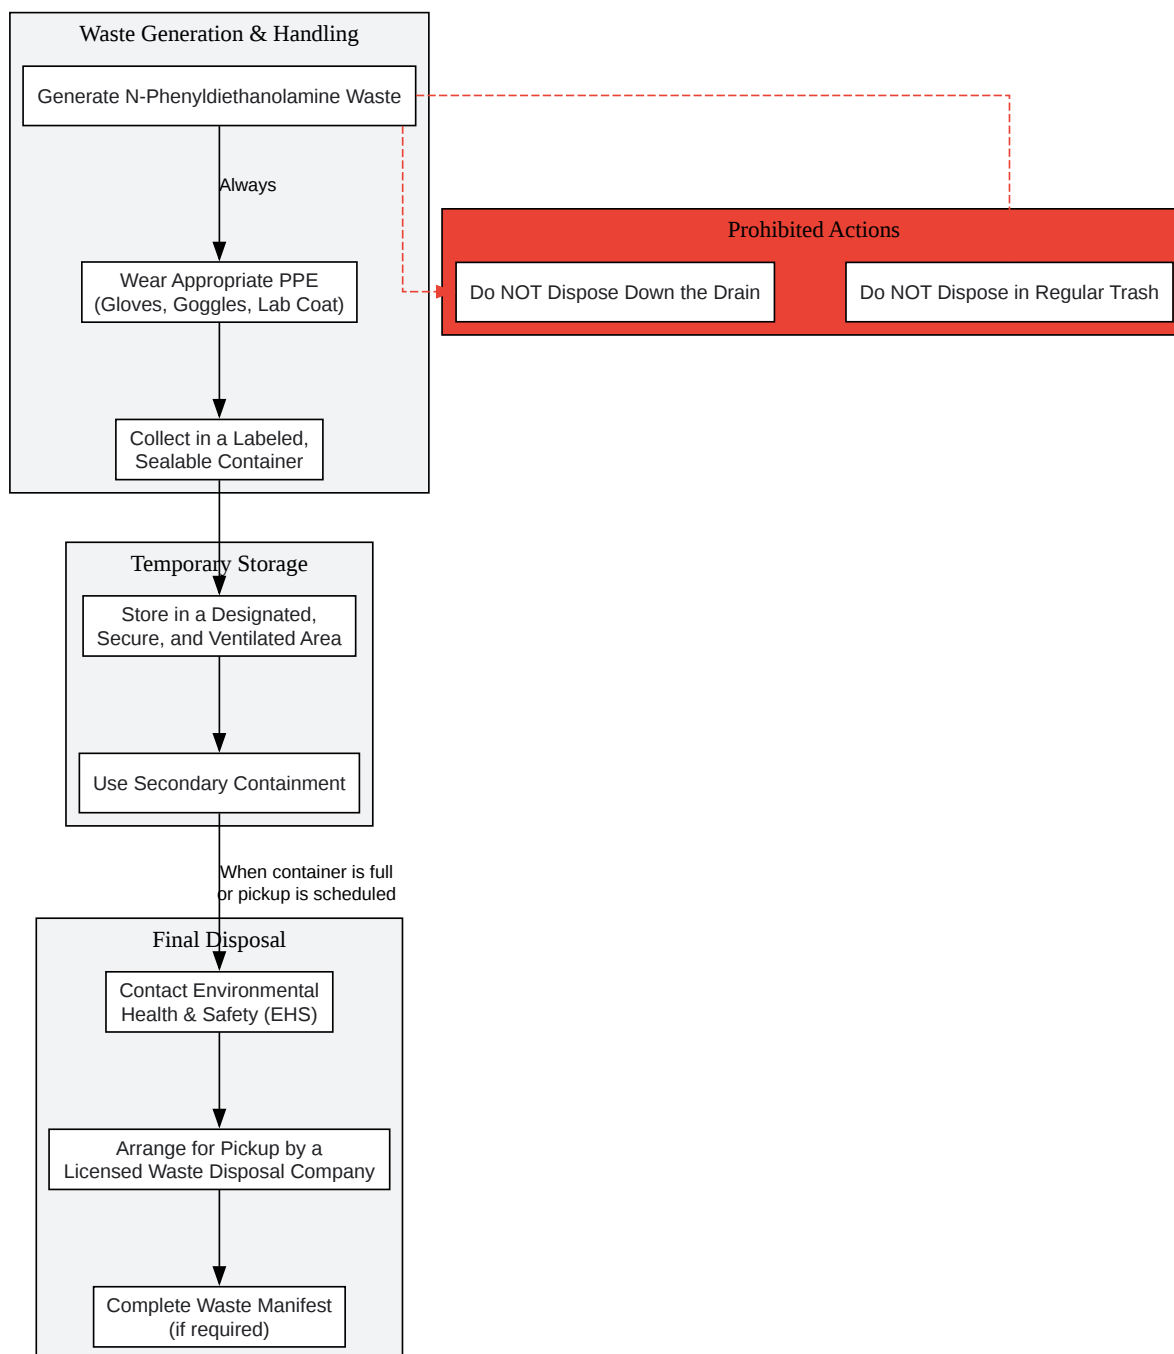 Waste Generation & Handling
Generate N-Phenyldiethanolamine Waste
Always
Wear Appropriate PPE
(Gloves, Goggles, Lab Coat)
Collect in a Labeled,
Sealable Container
Prohibited Actions
Do NOT Dispose Down the Drain
Do NOT Dispose in Regular Trash
Temporary Storage
Store in a Designated,
Secure, and Ventilated Area
Use Secondary Containment
When container is full
or pickup is scheduled
Final Disposal
Contact Environmental
Health & Safety (EHS)
Arrange for Pickup by a
Licensed Waste Disposal Company
Complete Waste Manifest
(if required)